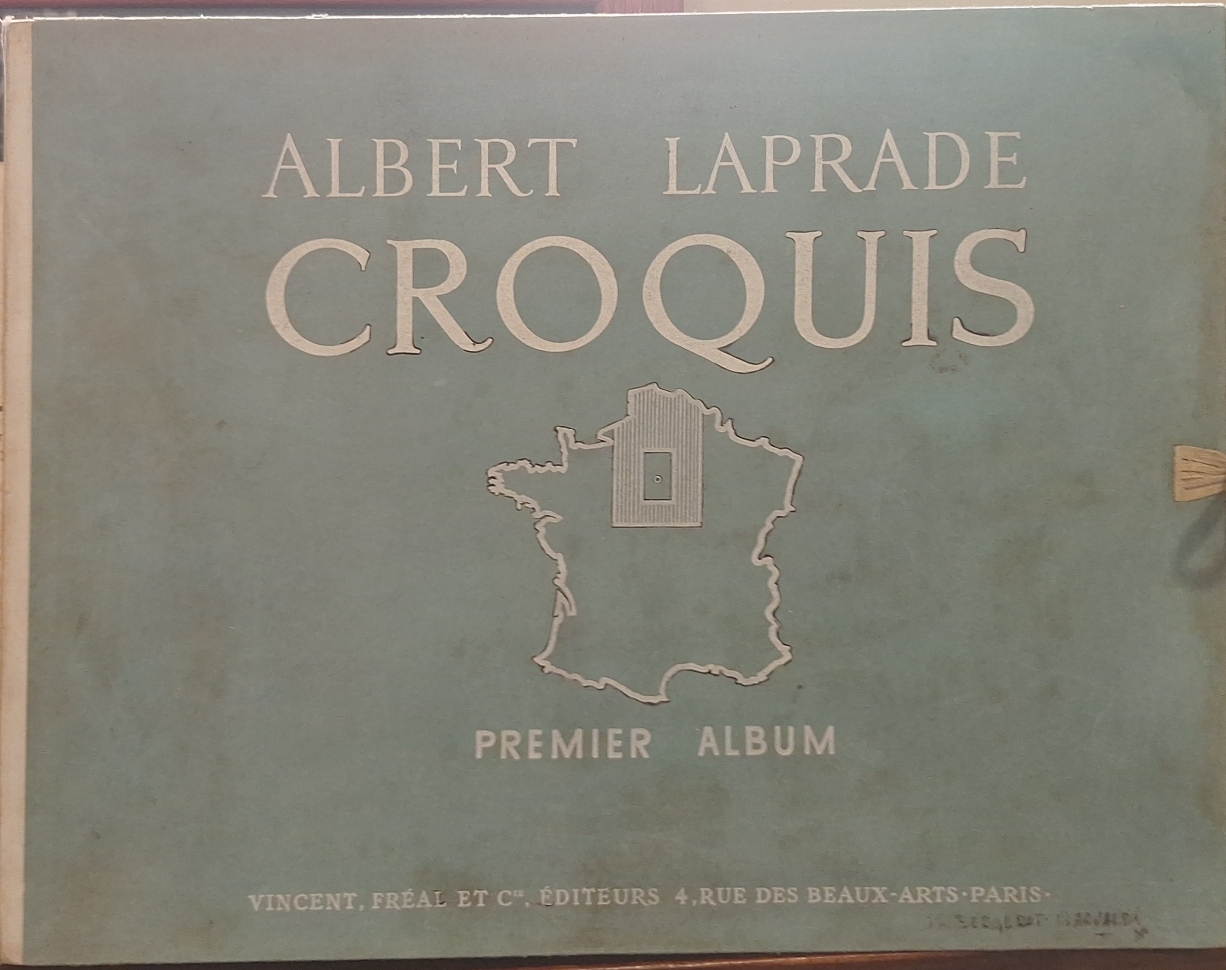 ALBERT LAPRADE
CROQUIS
PREMIER ALBUM
VINCENT, FRÉAL ET Cie, ÉDITEURS 4, RUE DES BEAUX-ARTS·PARIS·